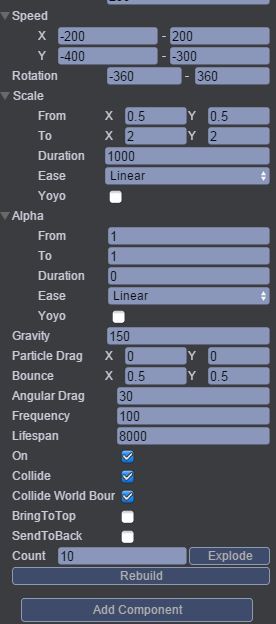 Speed
X -200 - 200
Y -400 - -300
Rotation -360 - 360
Scale
From X 0.5 Y 0.5
To X 2 Y 2
Duration 1000
Ease Linear
Yoyo
Alpha
From 1
To 1
Duration 0
Ease Linear
Yoyo
Gravity 150
Particle Drag X 0 Y 0
Bounce X 0.5 Y 0.5
Angular Drag 30
Frequency 100
Lifespan 8000
On
Collide
Collide World Bour
BringToTop
SendToBack
Count 10 Explode
Rebuild
Add Component